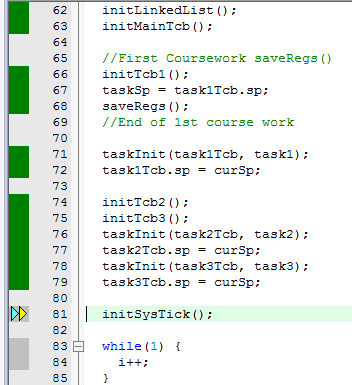 62 initLinkedList();
63 initMainTcb();
64
65 //First Coursework saveRegs()
66 initTcb1();
67 taskSp = task1Tcb.sp;
68 saveRegs();
69 //End of 1st course work
70
71 taskInit(task1Tcb, task1);
72 task1Tcb.sp = curSp;
73
74 initTcb2();
75 initTcb3();
76 taskInit(task2Tcb, task2);
77 task2Tcb.sp = curSp;
78 taskInit(task3Tcb, task3);
79 task3Tcb.sp = curSp;
80
81 initSysTick();
82
83 while(1) {
84 i++;
85 }